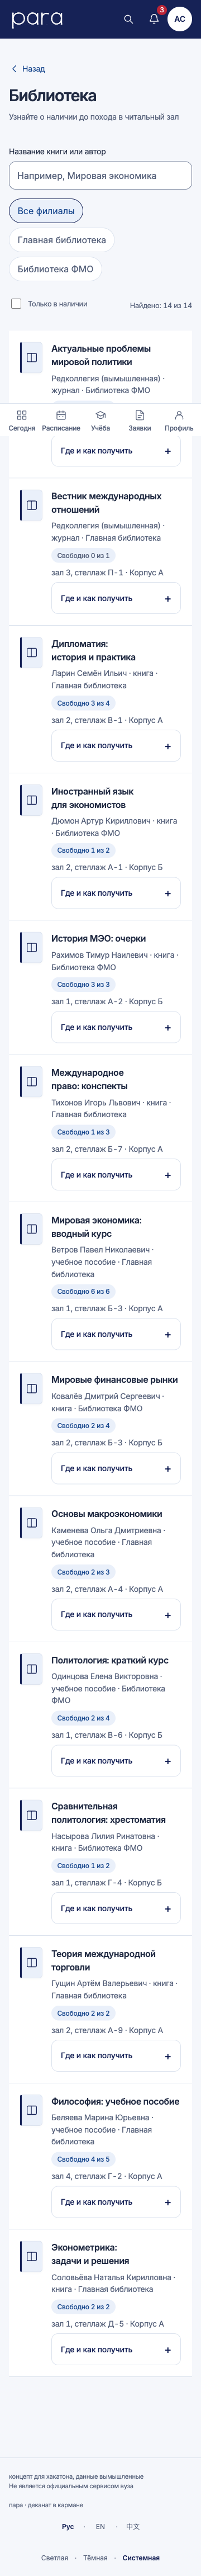 para
3
АС
Назад
Библиотека
Узнайте о наличии до похода в читальный зал
Название книги или автор
Например, Мировая экономика
Все филиалы
Главная библиотека
Библиотека ФМО
Только в наличии
Найдено: 14 из 14
Актуальные проблемы
мировой политики
Редколлегия (вымышленная) ·
журнал · Библиотека ФМО
Сегодня
Расписание
Учёба
Заявки
Профиль
Где и как получить +
Вестник международных
отношений
Редколлегия (вымышленная) ·
журнал · Главная библиотека
Свободно 0 из 1
зал 3, стеллаж П-1 · Корпус А
Где и как получить +
Дипломатия:
история и практика
Ларин Семён Ильич · книга ·
Главная библиотека
Свободно 3 из 4
зал 2, стеллаж В-1 · Корпус А
Где и как получить +
Иностранный язык
для экономистов
Дюмон Артур Кириллович · книга
· Библиотека ФМО
Свободно 1 из 2
зал 2, стеллаж А-1 · Корпус Б
Где и как получить +
История МЭО: очерки
Рахимов Тимур Наилевич · книга ·
Библиотека ФМО
Свободно 3 из 3
зал 1, стеллаж А-2 · Корпус Б
Где и как получить +
Международное
право: конспекты
Тихонов Игорь Львович · книга ·
Главная библиотека
Свободно 1 из 3
зал 2, стеллаж Б-7 · Корпус А
Где и как получить +
Мировая экономика:
вводный курс
Ветров Павел Николаевич ·
учебное пособие · Главная
библиотека
Свободно 6 из 6
зал 1, стеллаж Б-3 · Корпус А
Где и как получить +
Мировые финансовые рынки
Ковалёв Дмитрий Сергеевич ·
книга · Библиотека ФМО
Свободно 2 из 4
зал 2, стеллаж Б-3 · Корпус Б
Где и как получить +
Основы макроэкономики
Каменева Ольга Дмитриевна ·
учебное пособие · Главная
библиотека
Свободно 2 из 3
зал 2, стеллаж А-4 · Корпус А
Где и как получить +
Политология: краткий курс
Одинцова Елена Викторовна ·
учебное пособие · Библиотека
ФМО
Свободно 2 из 4
зал 1, стеллаж В-6 · Корпус Б
Где и как получить +
Сравнительная
политология: хрестоматия
Насырова Лилия Ринатовна ·
книга · Библиотека ФМО
Свободно 1 из 2
зал 1, стеллаж Г-4 · Корпус Б
Где и как получить +
Теория международной
торговли
Гущин Артём Валерьевич · книга ·
Главная библиотека
Свободно 2 из 2
зал 2, стеллаж А-9 · Корпус А
Где и как получить +
Философия: учебное пособие
Беляева Марина Юрьевна ·
учебное пособие · Главная
библиотека
Свободно 4 из 5
зал 4, стеллаж Г-2 · Корпус А
Где и как получить +
Эконометрика:
задачи и решения
Соловьёва Наталья Кирилловна ·
книга · Главная библиотека
Свободно 2 из 2
зал 1, стеллаж Д-5 · Корпус А
Где и как получить +
концепт для хакатона, данные вымышленные
Не является официальным сервисом вуза
пара · деканат в кармане
Рус · EN · 中文
Светлая · Тёмная · Системная